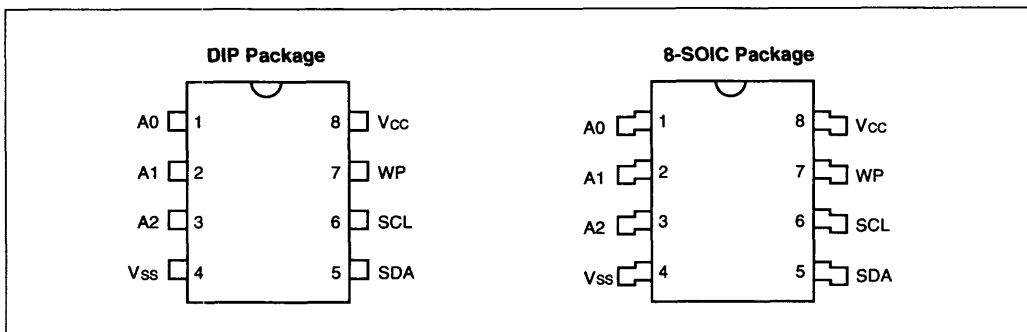 DIP Package
A0 1 8 Vcc
A1 2 7 WP
A2 3 6 SCL
Vss 4 5 SDA
8-SOIC Package
A0 1 8 Vcc
A1 2 7 WP
A2 3 6 SCL
Vss 4 5 SDA